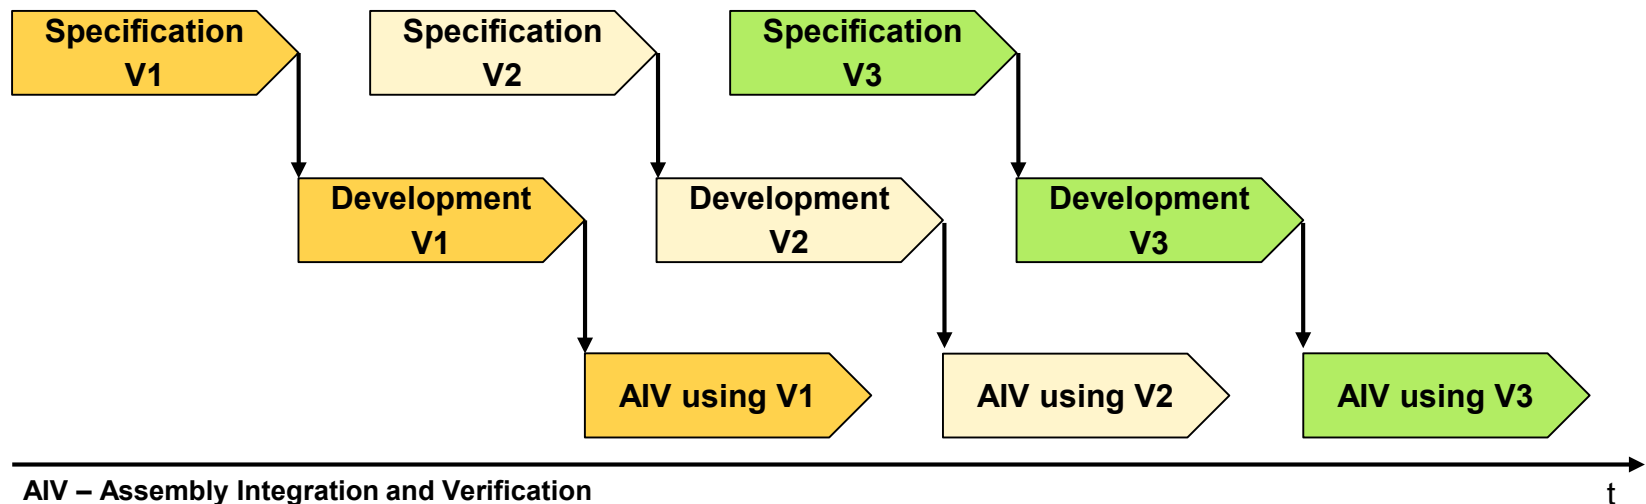 Specification
V1
Specification
V2
Specification
V3
Development
V1
Development
V2
Development
V3
AIV using V1
AIV using V2
AIV using V3
AIV – Assembly Integration and Verification
t